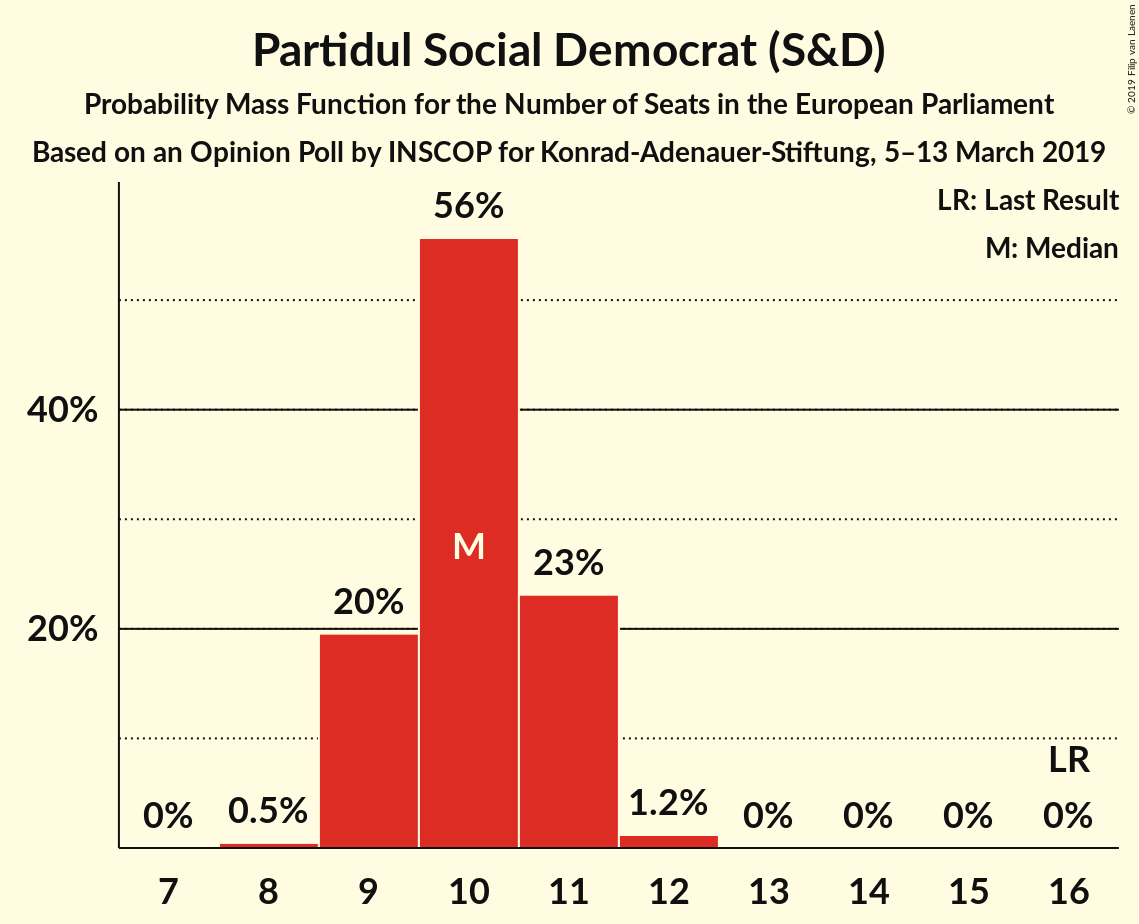 Partidul Social Democrat (S&D)
Probability Mass Function for the Number of Seats in the European Parliament
Based on an Opinion Poll by INSCOP for Konrad-Adenauer-Stiftung, 5–13 March 2019
© 2019 Filip van Laenen
LR: Last Result
M: Median
56%
40%
M
23%
20%
20%
LR
0%
0.5%
1.2%
0%
0%
0%
0%
7 8 9 10 11 12 13 14 15 16